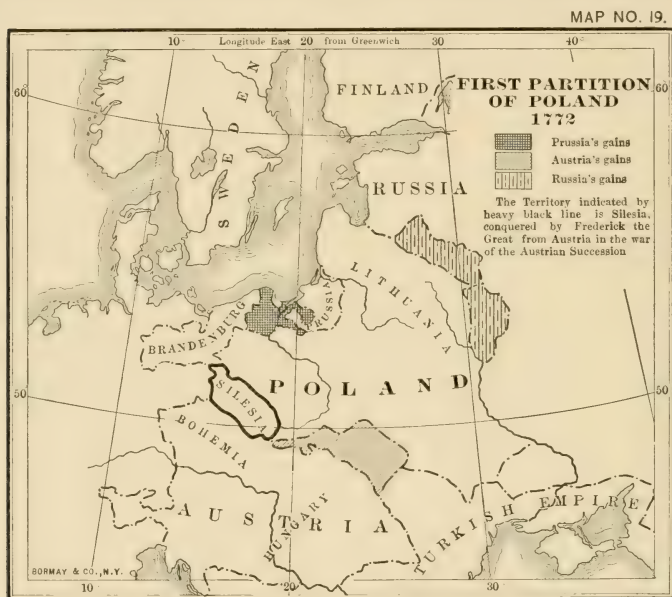 MAP NO. 19.
10
Longitude East 20 from Greenwich
30
40
60
60
FIRST PARTITION
OF POLAND
1772
Prussia's gains
Austria's gains
Russia's gains
The Territory indicated by
heavy black line is Silesia,
conquered by Frederick the
Great from Austria in the war
of the Austrian Succession
FINLAND
SWEDEN
RUSSIA
LITHUANIA
PRUSSIA
BRANDENBURG
POLAND
SILESIA
50
50
BOHEMIA
AUSTRIA
HUNGARY
TURKISH EMPIRE
BORMAY & CO., N.Y.
10
20
30